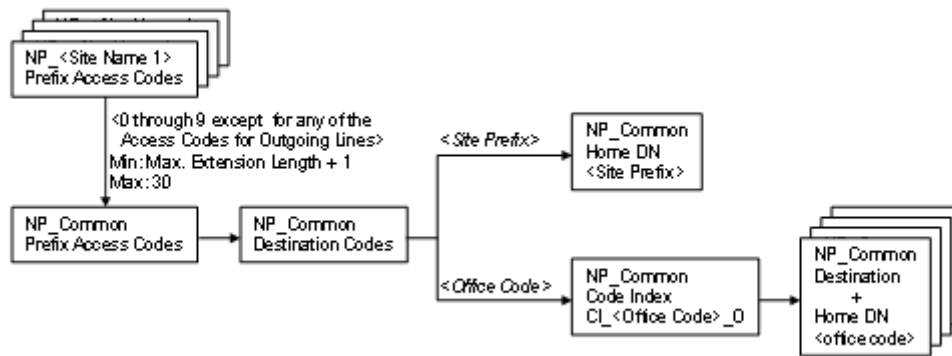 NP_<Site Name 1>
Prefix Access Codes
<0 through 9 except for any of the
Access Codes for Outgoing Lines>
Min: Max. Extension Length + 1
Max: 30
NP_Common
Prefix Access Codes
NP_Common
Destination Codes
<Site Prefix>
NP_Common
Home DN
<Site Prefix>
<Office Code>
NP_Common
Code Index
CI_<Office Code>_0
NP_Common
Destination
+
Home DN
<office code>